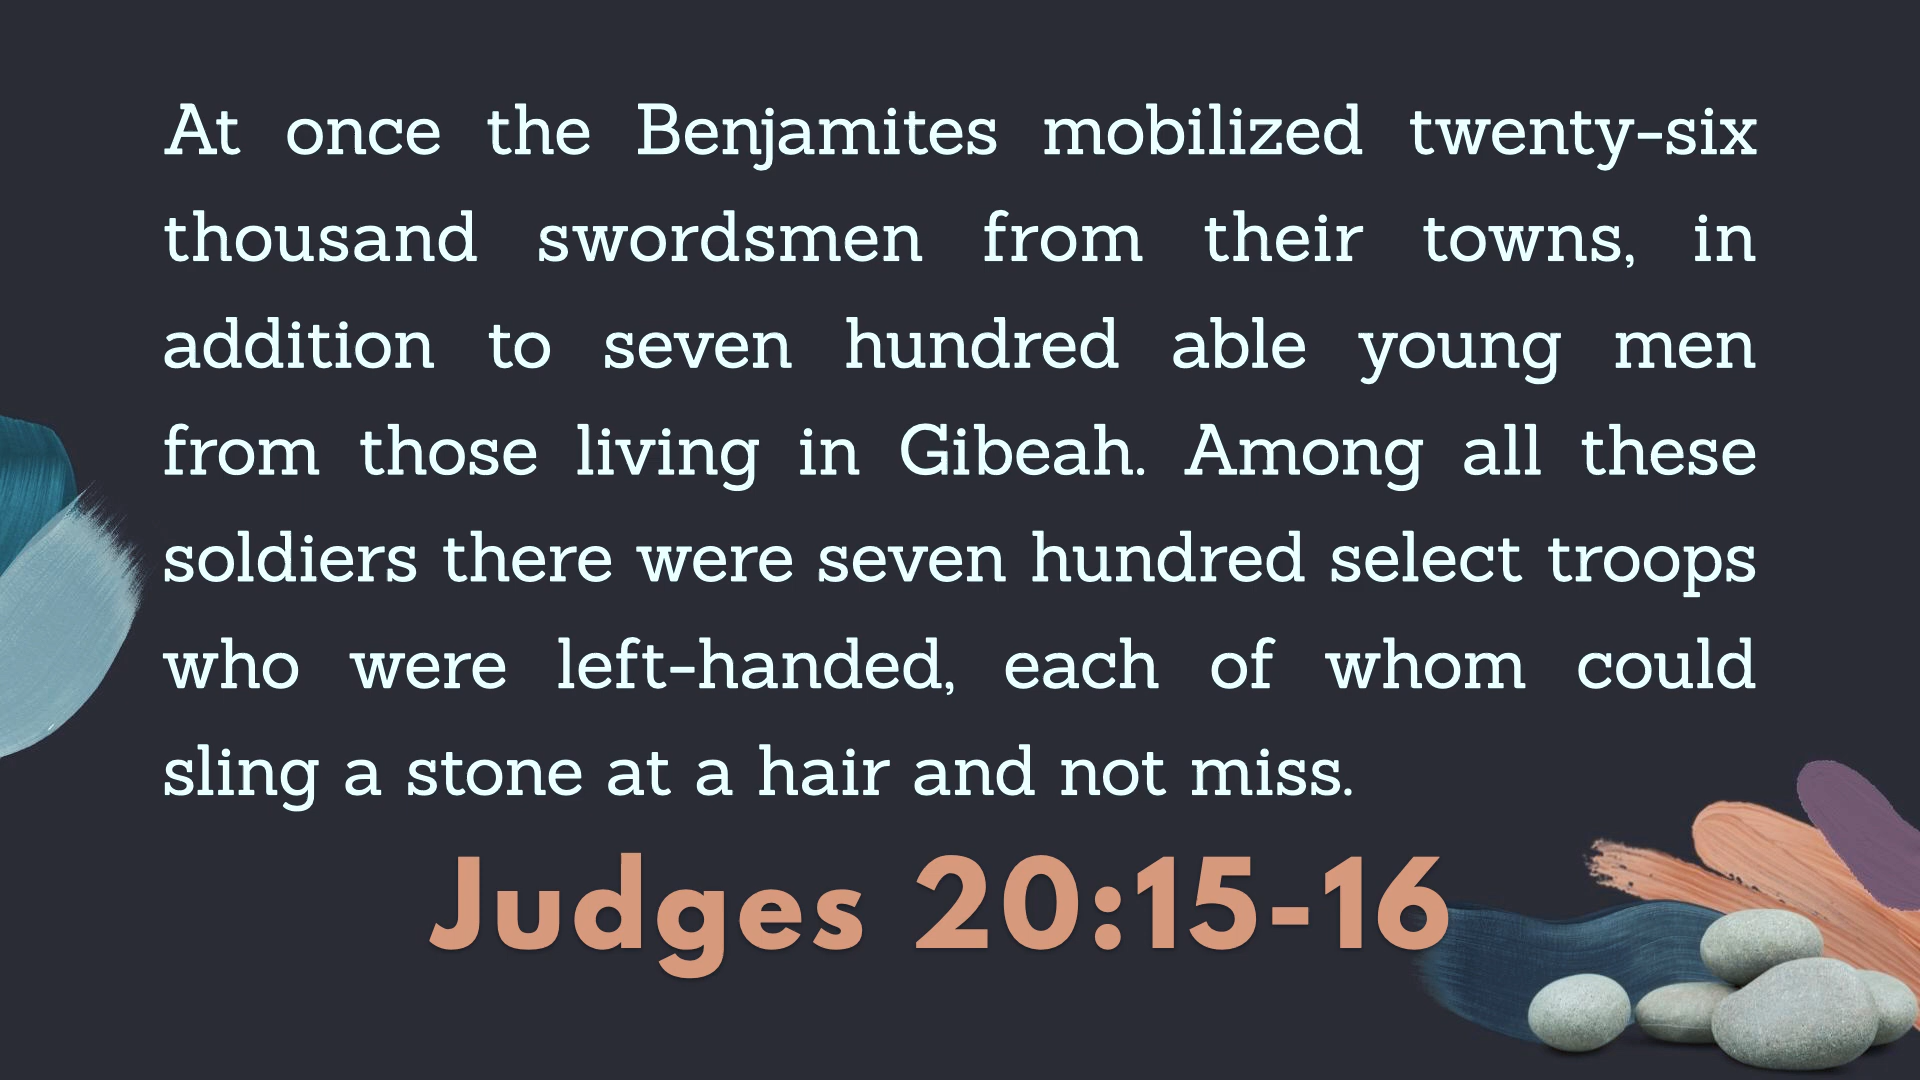 At once the Benjamites mobilized twenty-six
thousand swordsmen from their towns, in
addition to seven hundred able young men
from those living in Gibeah. Among all these
soldiers there were seven hundred select troops
who were left-handed, each of whom could
sling a stone at a hair and not miss.
Judges 20:15-16